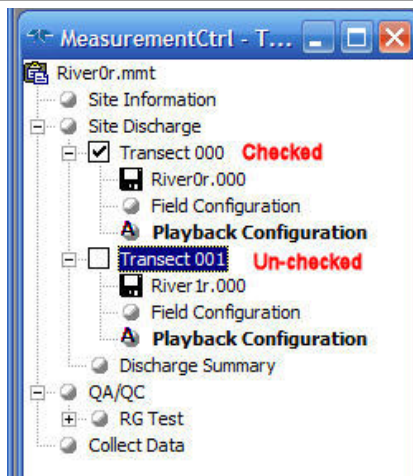 MeasurementCtrl - T...
River0r.mmt
Site Information
Site Discharge
Transect 000 Checked
River0r.000
Field Configuration
Playback Configuration
Transect 001 Un-checked
River1r.000
Field Configuration
Playback Configuration
Discharge Summary
QA/QC
RG Test
Collect Data